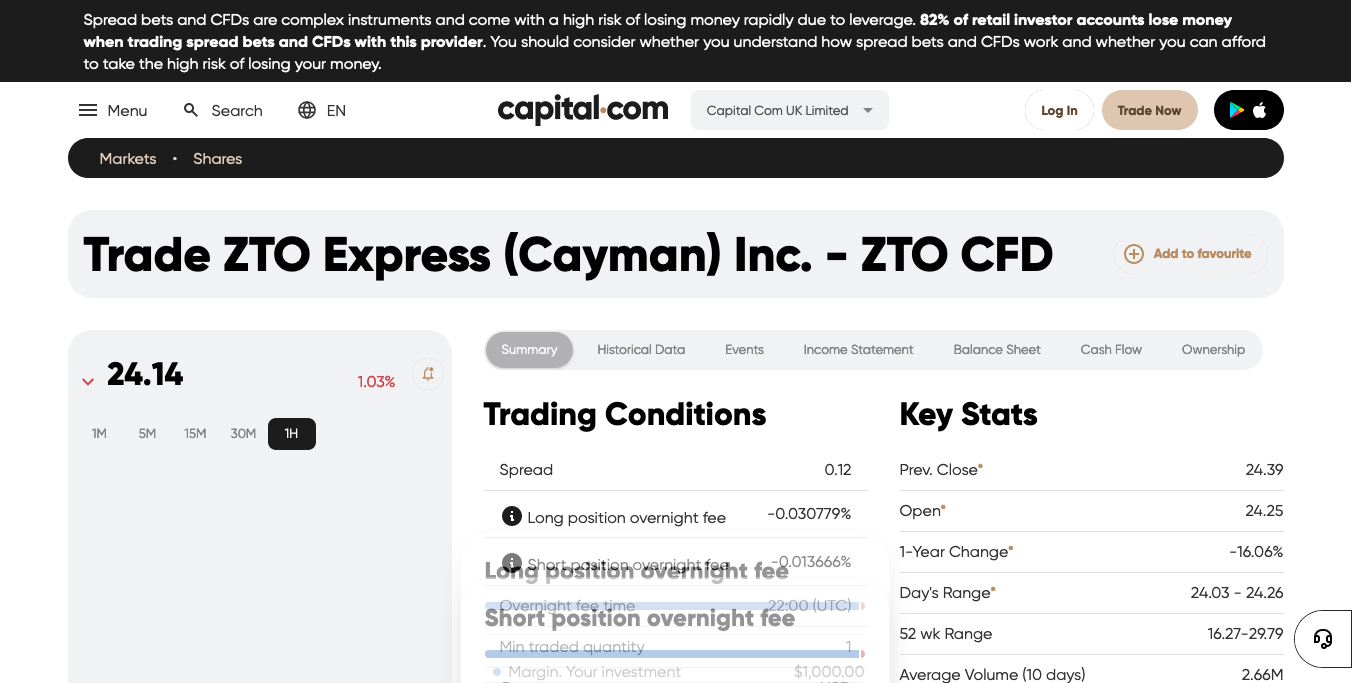 Spread bets and CFDs are complex instruments and come with a high risk of losing money rapidly due to leverage. 82% of retail investor accounts lose money
when trading spread bets and CFDs with this provider. You should consider whether you understand how spread bets and CFDs work and whether you can afford
to take the high risk of losing your money.
Menu Search EN capital.com Capital Com UK Limited Log In Trade Now
Markets • Shares
Trade ZTO Express (Cayman) Inc. - ZTO CFD Add to favourite
24.14 1.03%
1M 5M 15M 30M 1H
Summary Historical Data Events Income Statement Balance Sheet Cash Flow Ownership
Trading Conditions
Spread 0.12
Long position overnight fee -0.030779%
Short position overnight fee -0.013666%
Long position overnight fee
Overnight fee time 22:00 (UTC)
Short position overnight fee
Min traded quantity 1
Margin. Your investment $1,000.00
Key Stats
Prev. Close* 24.39
Open* 24.25
1-Year Change* -16.06%
Day's Range* 24.03 - 24.26
52 wk Range 16.27-29.79
Average Volume (10 days) 2.66M